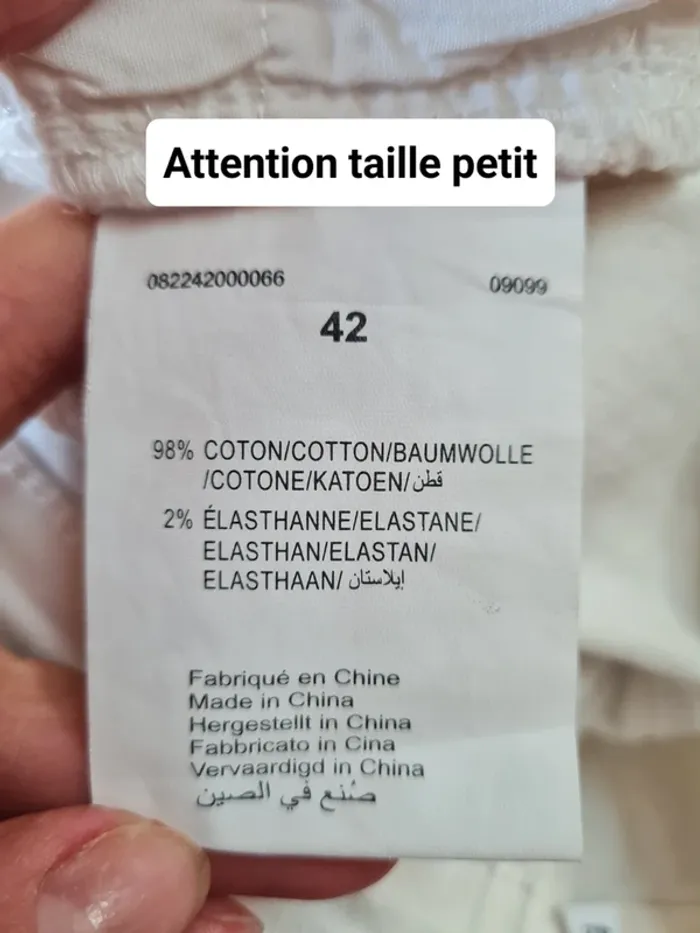 Attention taille petit
082242000066 09099
42
98% COTON/COTTON/BAUMWOLLE
/COTONE/KATOEN/قطن
2% ÉLASTHANNE/ELASTANE/
ELASTHAN/ELASTAN/
ELASTHAAN/ إيلاستان
Fabriqué en Chine
Made in China
Hergestellt in China
Fabbricato in Cina
Vervaardigd in China
صُنع في الصين